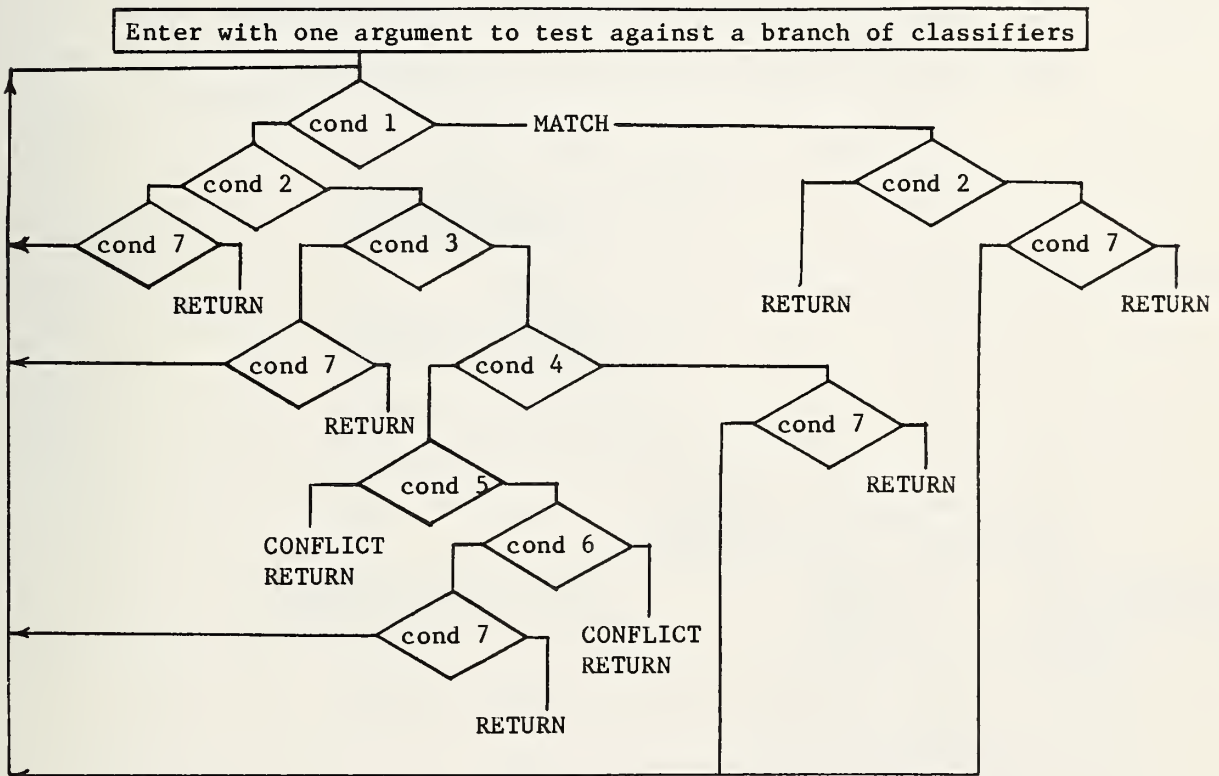 Enter with one argument to test against a branch of classifiers
cond 1
MATCH
cond 2
cond 2
cond 7
cond 3
cond 7
RETURN
RETURN
RETURN
cond 7
cond 4
RETURN
cond 7
RETURN
cond 5
CONFLICT
RETURN
cond 6
cond 7
CONFLICT
RETURN
RETURN